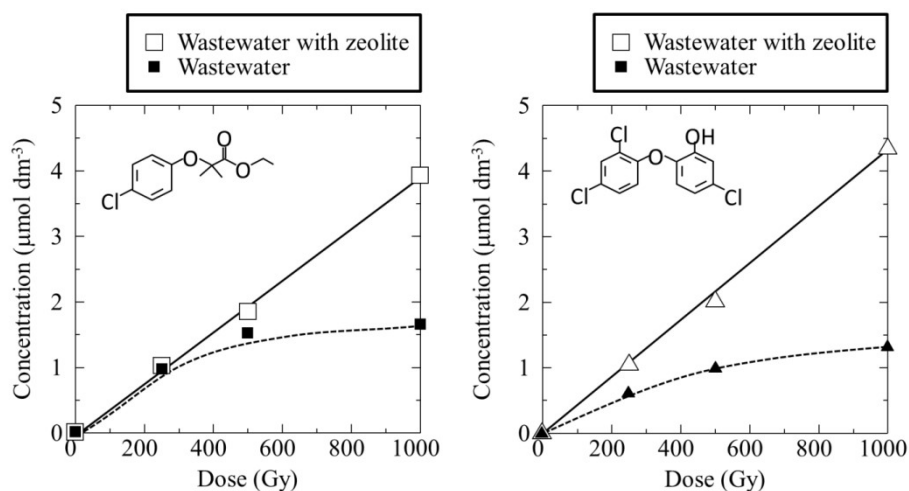 Wastewater with zeolite
Wastewater
5
4
3
2
1
0
0
200
400
600
800
1000
Concentration (μmol dm-3)
Dose (Gy)
O
O
O
Cl
Wastewater with zeolite
Wastewater
5
4
3
2
1
0
0
200
400
600
800
1000
Concentration (μmol dm-3)
Dose (Gy)
Cl
OH
O
Cl
Cl